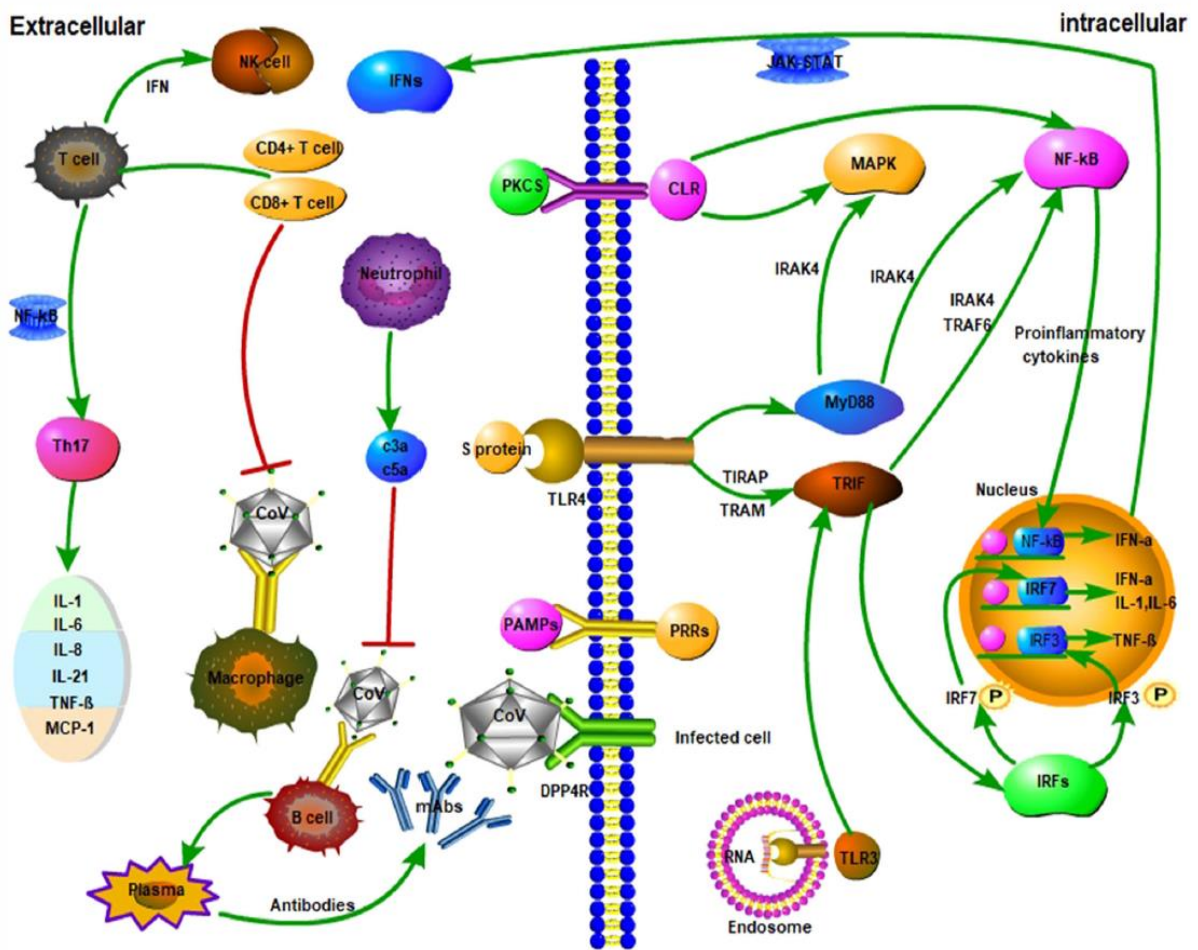 Extracellular
intracellular
NK cell
IFN
IFNs
JAK-STAT
T cell
CD4+ T cell
CD8+ T cell
PKCS
CLR
MAPK
NF-kB
Neutrophil
NF-kB
IRAK4
IRAK4
IRAK4
TRAF6
Proinflammatory
cytokines
Th17
c3a
c5a
S protein
TLR4
MyD88
TIRAP
TRAM
TRIF
Nucleus
NF-kB
IFN-a
IRF7
IFN-a
IL-1,IL-6
IRF3
TNF-ß
IRF7
P
IRF3
P
IRFs
CoV
Macrophage
IL-1
IL-6
IL-8
IL-21
TNF-ß
MCP-1
PAMPs
PRRs
CoV
CoV
Infected cell
DPP4R
mAbs
B cell
Plasma
Antibodies
RNA
TLR3
Endosome